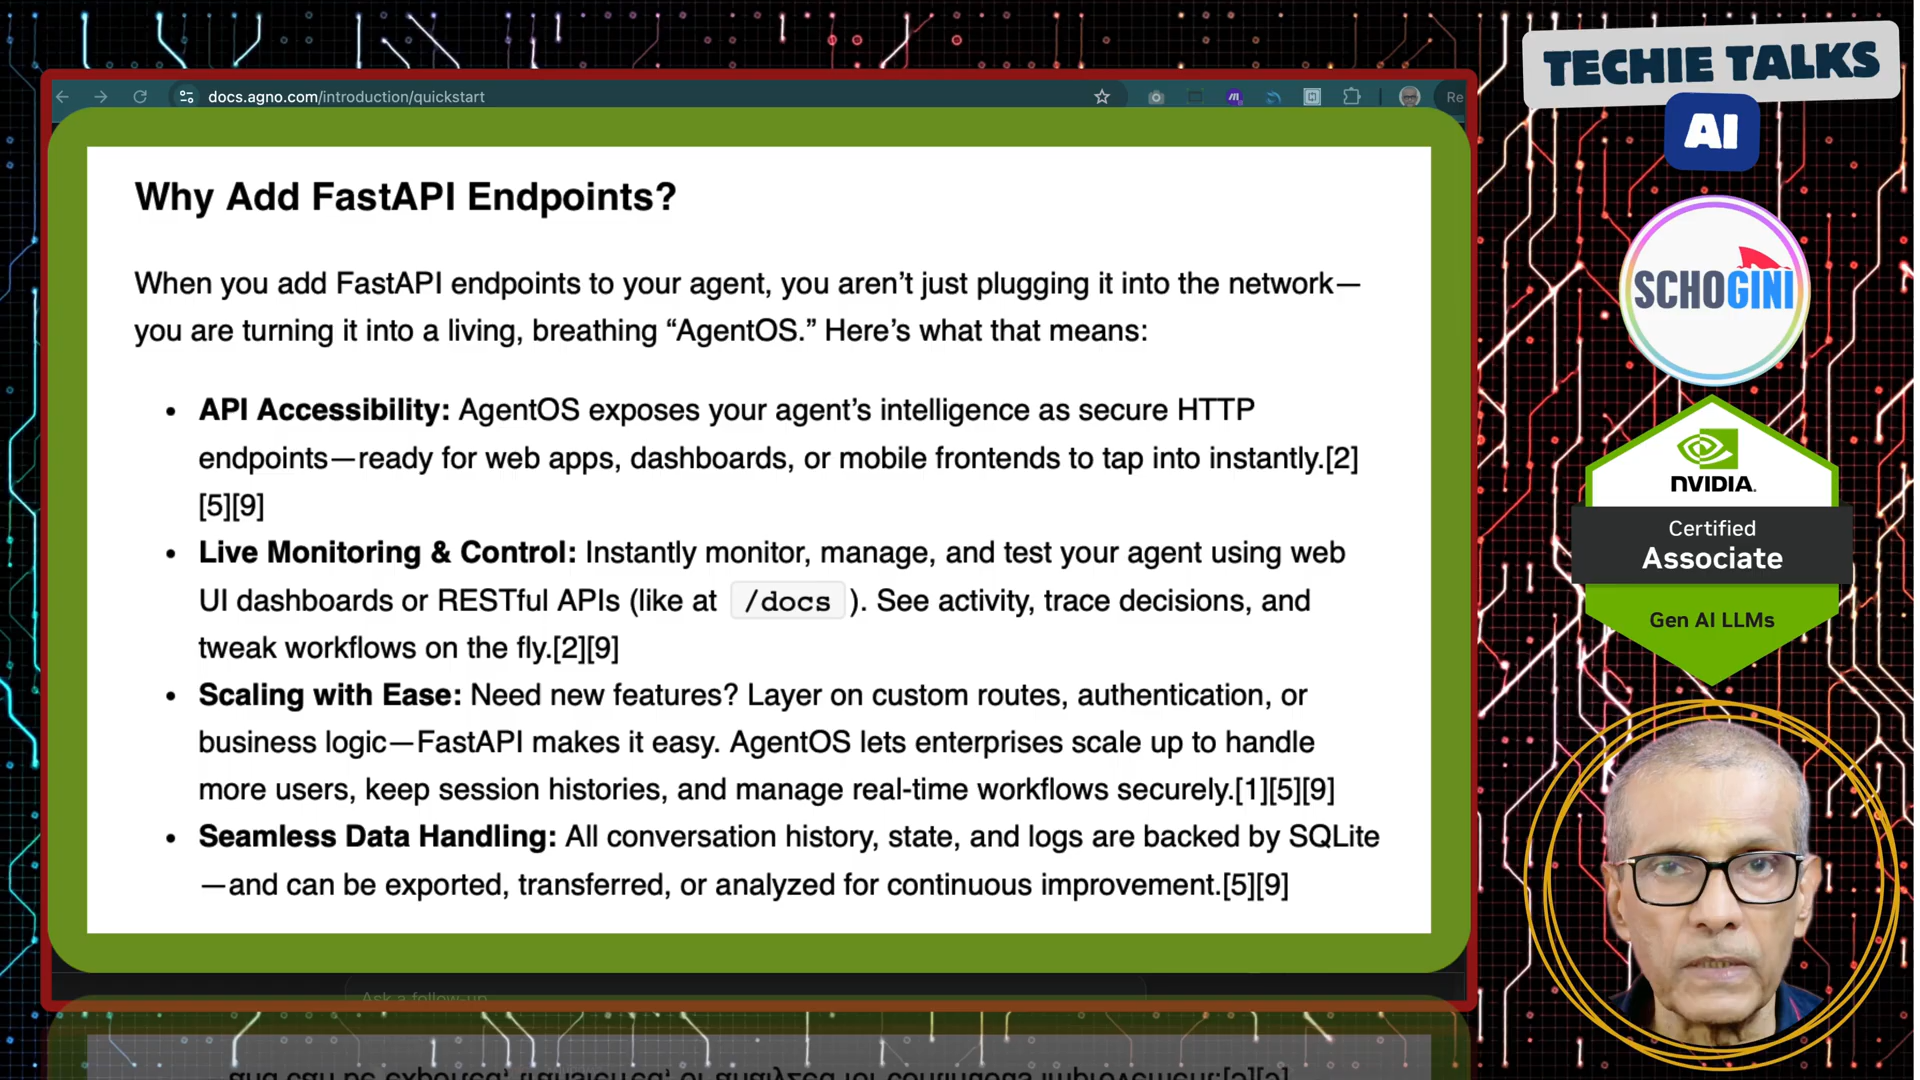 TECHIE TALKS
AI
docs.agno.com/introduction/quickstart
Re
Why Add FastAPI Endpoints?
When you add FastAPI endpoints to your agent, you aren’t just plugging it into the network—
you are turning it into a living, breathing “AgentOS.” Here’s what that means:
• API Accessibility: AgentOS exposes your agent’s intelligence as secure HTTP
endpoints—ready for web apps, dashboards, or mobile frontends to tap into instantly.[2]
[5][9]
• Live Monitoring & Control: Instantly monitor, manage, and test your agent using web
UI dashboards or RESTful APIs (like at /docs ). See activity, trace decisions, and
tweak workflows on the fly.[2][9]
• Scaling with Ease: Need new features? Layer on custom routes, authentication, or
business logic—FastAPI makes it easy. AgentOS lets enterprises scale up to handle
more users, keep session histories, and manage real-time workflows securely.[1][5][9]
• Seamless Data Handling: All conversation history, state, and logs are backed by SQLite
—and can be exported, transferred, or analyzed for continuous improvement.[5][9]
Ask a follow-up
SCHOGINI
NVIDIA.
Certified
Associate
Gen AI LLMs